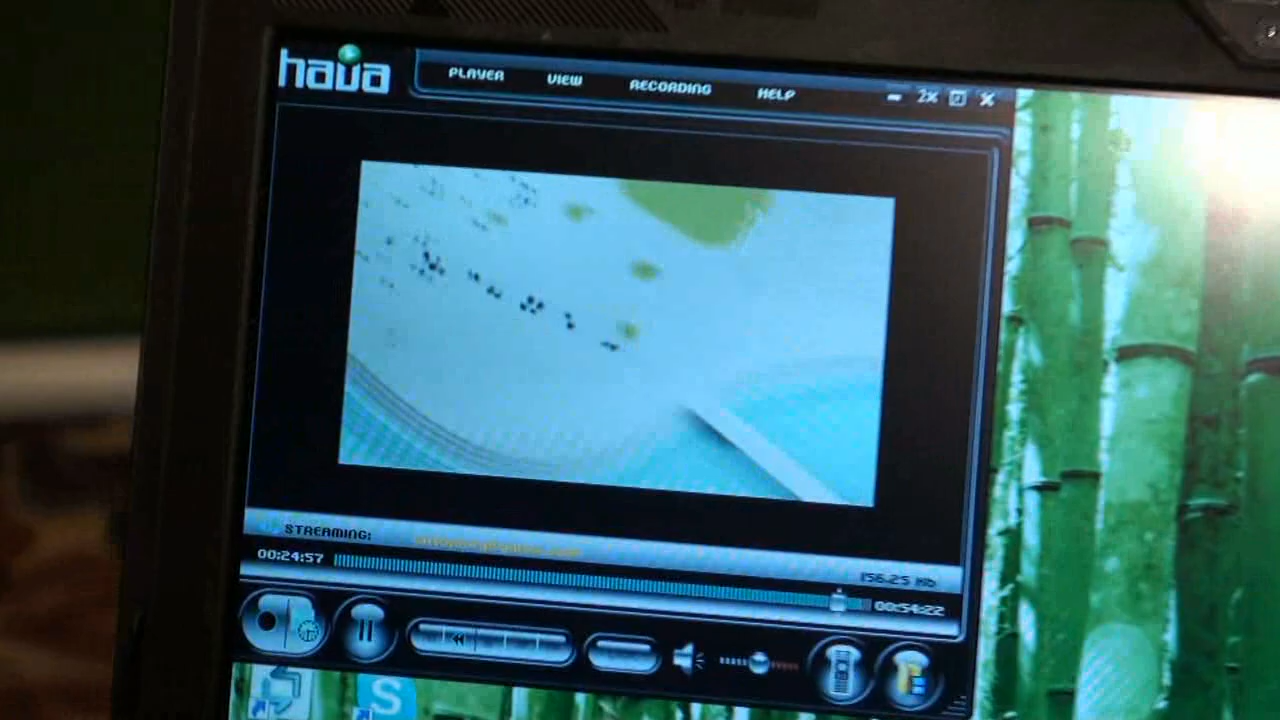 hava
PLAYER VIEW RECORDING HELP
2X
STREAMING:
156.25 Mb
00:24:57
00:54:22
S